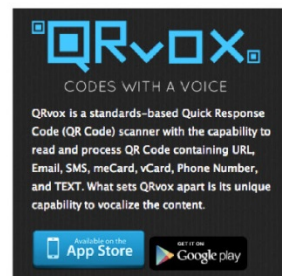 QRvox
CODES WITH A VOICE
QRvox is a standards-based Quick Response
Code (QR Code) scanner with the capability to
read and process QR Code containing URL,
Email, SMS, meCard, vCard, Phone Number,
and TEXT. What sets QRvox apart is its unique
capability to vocalize the content.
Available on the
App Store
GET IT ON
Google play